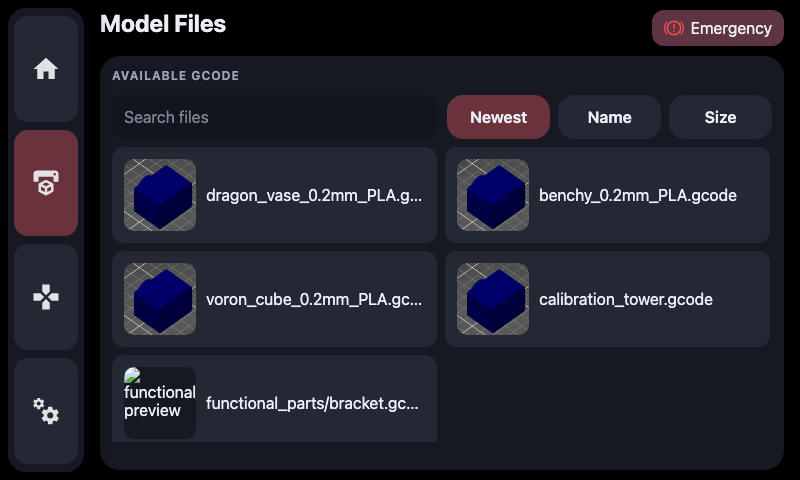 Model Files
Emergency
AVAILABLE GCODE
Search files
Newest
Name
Size
dragon_vase_0.2mm_PLA.g...
benchy_0.2mm_PLA.gcode
voron_cube_0.2mm_PLA.gc...
calibration_tower.gcode
functional
preview
functional_parts/bracket.gc...